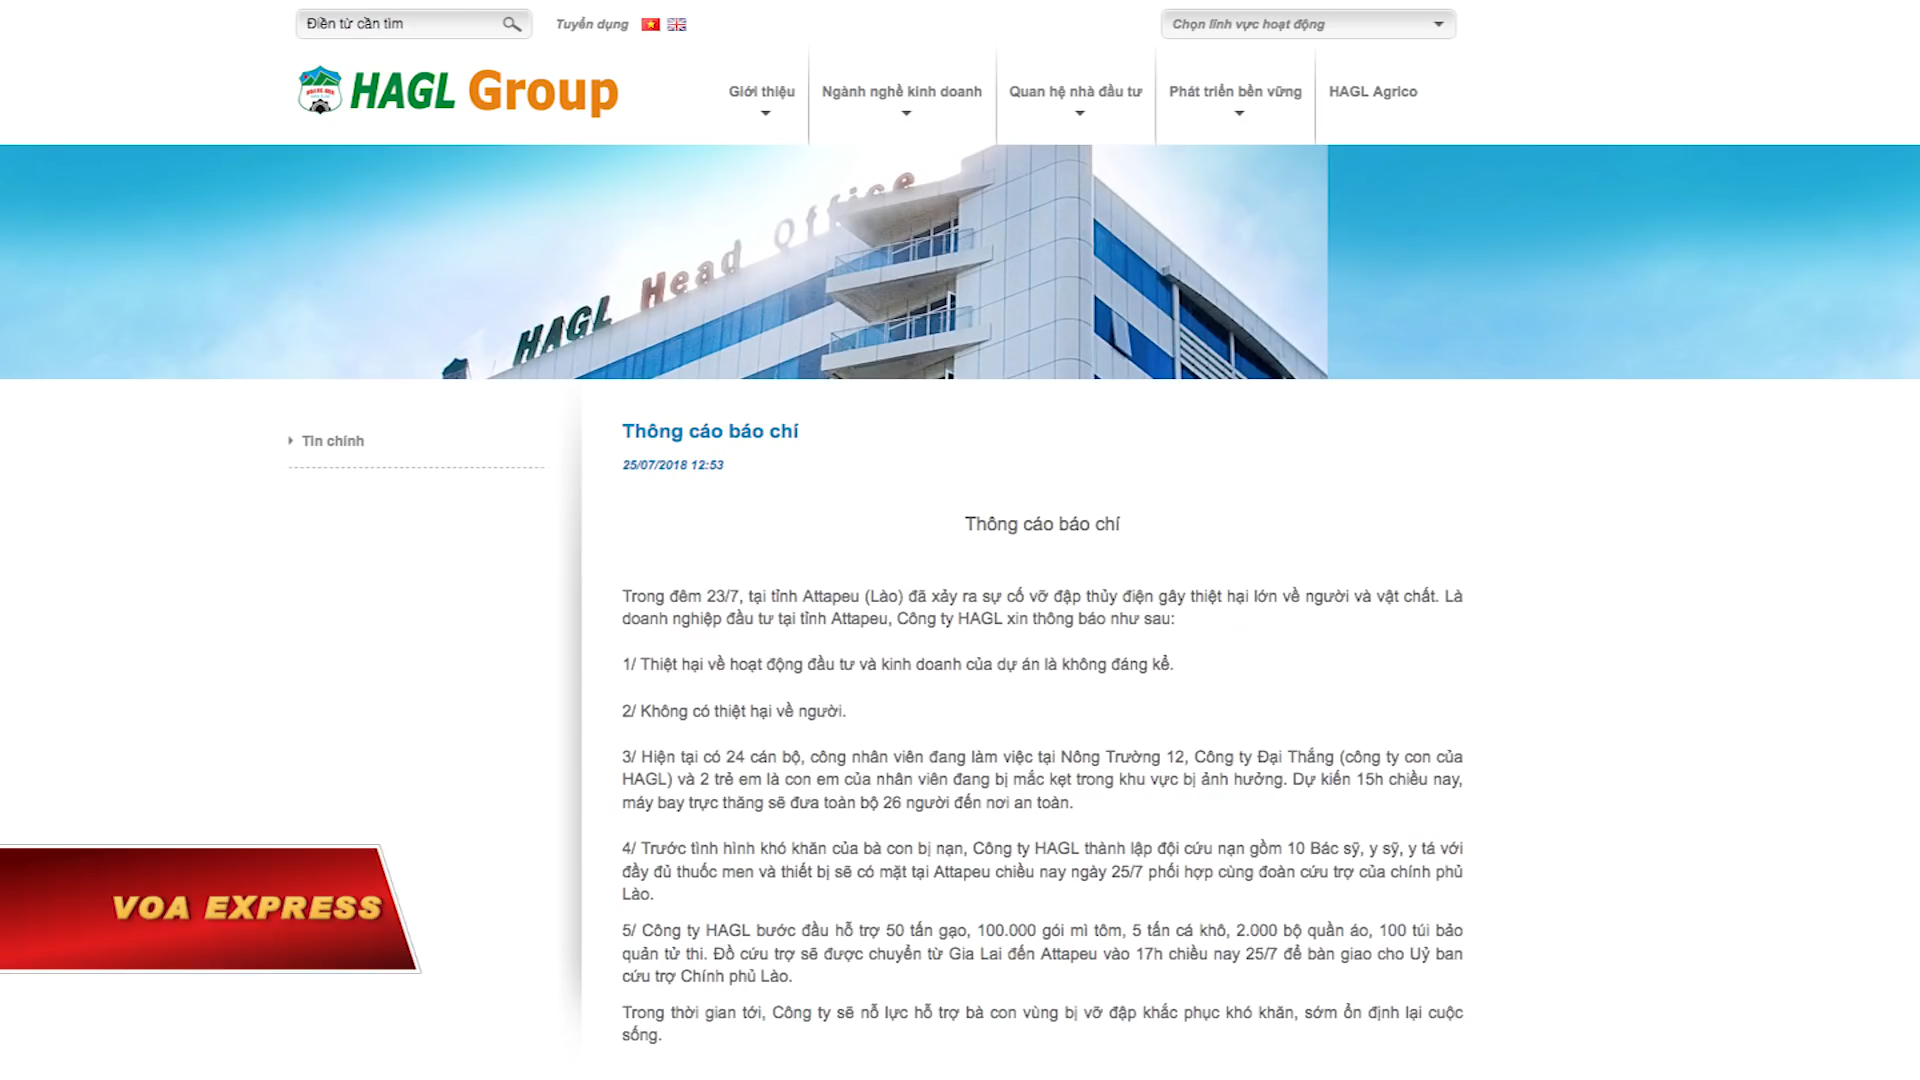 Điền từ cần tìm
Tuyển dụng
Chọn lĩnh vực hoạt động
HAGL Group
Giới thiệu
Ngành nghề kinh doanh
Quan hệ nhà đầu tư
Phát triển bền vững
HAGL Agrico
HAGL Head Office
Tin chính
Thông cáo báo chí
25/07/2018 12:53
Thông cáo báo chí
Trong đêm 23/7, tại tỉnh Attapeu (Lào) đã xảy ra sự cố vỡ đập thủy điện gây thiệt hại lớn về người và vật chất. Là
doanh nghiệp đầu tư tại tỉnh Attapeu, Công ty HAGL xin thông báo như sau:
1/ Thiệt hại về hoạt động đầu tư và kinh doanh của dự án là không đáng kể.
2/ Không có thiệt hại về người.
3/ Hiện tại có 24 cán bộ, công nhân viên đang làm việc tại Nông Trường 12, Công ty Đại Thắng (công ty con của
HAGL) và 2 trẻ em là con em của nhân viên đang bị mắc kẹt trong khu vực bị ảnh hưởng. Dự kiến 15h chiều nay,
máy bay trực thăng sẽ đưa toàn bộ 26 người đến nơi an toàn.
4/ Trước tình hình khó khăn của bà con bị nạn, Công ty HAGL thành lập đội cứu nạn gồm 10 Bác sỹ, y sỹ, y tá với
đầy đủ thuốc men và thiết bị sẽ có mặt tại Attapeu chiều nay ngày 25/7 phối hợp cùng đoàn cứu trợ của chính phủ
Lào.
5/ Công ty HAGL bước đầu hỗ trợ 50 tấn gạo, 100.000 gói mì tôm, 5 tấn cá khô, 2.000 bộ quần áo, 100 túi bảo
quản tử thi. Đồ cứu trợ sẽ được chuyển từ Gia Lai đến Attapeu vào 17h chiều nay 25/7 để bàn giao cho Uỷ ban
cứu trợ Chính phủ Lào.
Trong thời gian tới, Công ty sẽ nỗ lực hỗ trợ bà con vùng bị vỡ đập khắc phục khó khăn, sớm ổn định lại cuộc
sống.
VOA EXPRESS